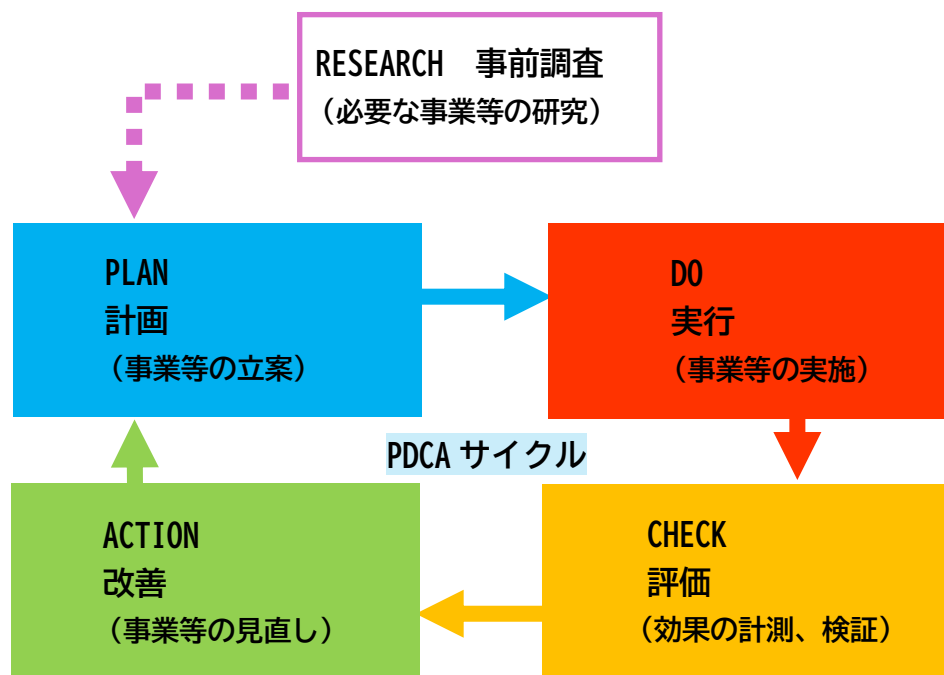 RESEARCH 事前調査
（必要な事業等の研究）
PLAN
計画
（事業等の立案）
DO
実行
（事業等の実施）
PDCA サイクル
ACTION
改善
（事業等の見直し）
CHECK
評価
（効果の計測、検証）